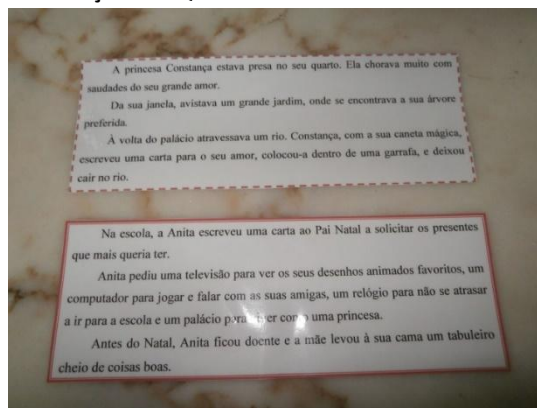 A princesa Constança estava presa no seu quarto. Ela chorava muito com
saudades do seu grande amor.
Da sua janela, avistava um grande jardim, onde se encontrava a sua árvore
preferida.
À volta do palácio atravessava um rio. Constança, com a sua caneta mágica,
escreveu uma carta para o seu amor, colocou-a dentro de uma garrafa, e deixou
cair no rio.
Na escola, a Anita escreveu uma carta ao Pai Natal a solicitar os presentes
que mais queria ter.
Anita pediu uma televisão para ver os seus desenhos animados favoritos, um
computador para jogar e falar com as suas amigas, um relógio para não se atrasar
a ir para a escola e um palácio para como uma princesa.
Antes do Natal, Anita ficou doente e a mãe levou à sua cama um tabuleiro
cheio de coisas boas.